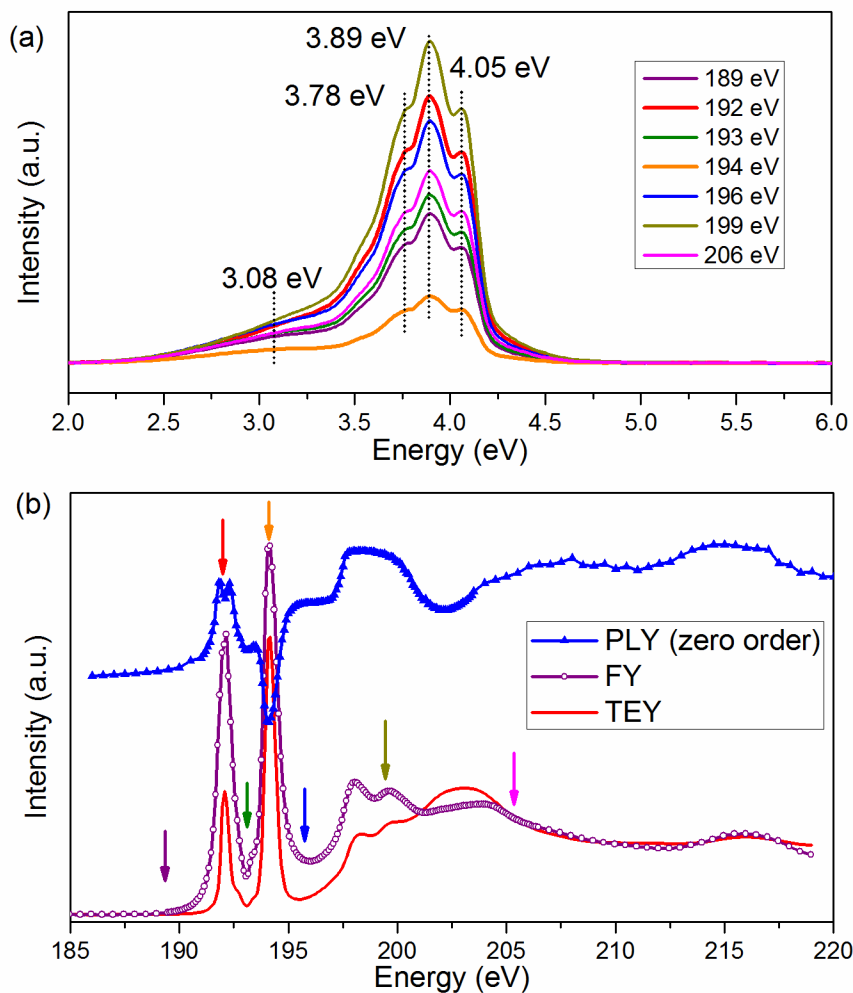 (a)
3.89 eV
4.05 eV
3.78 eV
3.08 eV
189 eV
192 eV
193 eV
194 eV
196 eV
199 eV
206 eV
Intensity (a.u.)
2.0 2.5 3.0 3.5 4.0 4.5 5.0 5.5 6.0
Energy (eV)
(b)
PLY (zero order)
FY
TEY
Intensity (a.u.)
185 190 195 200 205 210 215 220
Energy (eV)